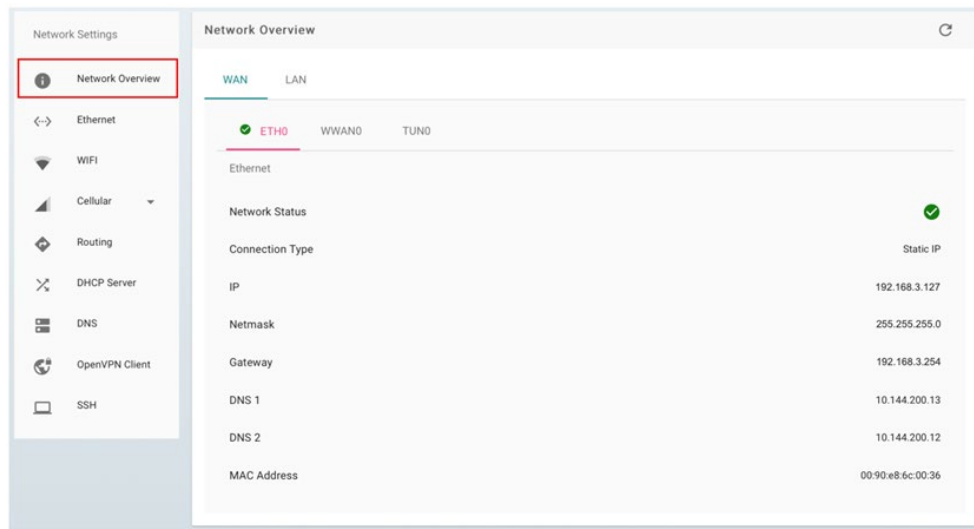 Network Settings
Network Overview
Ethernet
WIFI
Cellular
Routing
DHCP Server
DNS
OpenVPN Client
SSH
Network Overview
WAN LAN
ETH0 WWAN0 TUN0
Ethernet
Network Status
Connection Type Static IP
IP 192.168.3.127
Netmask 255.255.255.0
Gateway 192.168.3.254
DNS 1 10.144.200.13
DNS 2 10.144.200.12
MAC Address 00:90:e8:6c:00:36